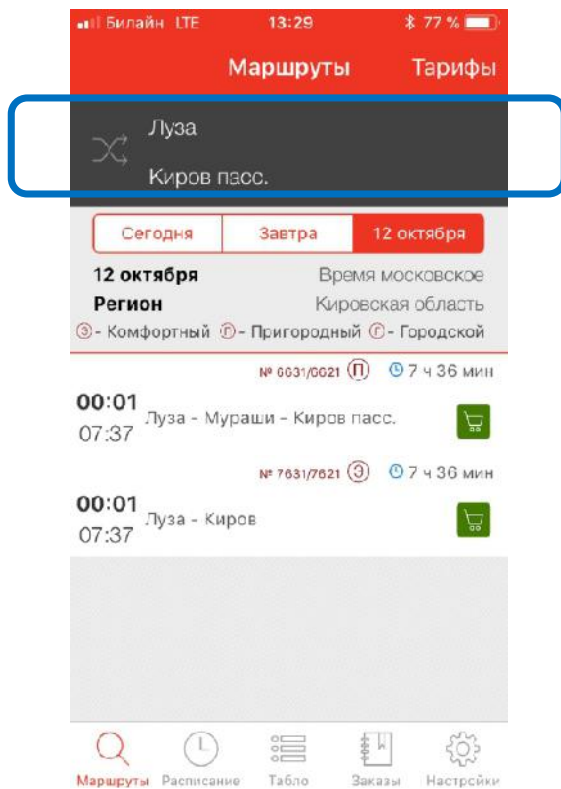 Билайн LTE 13:29 77 %
Маршруты Тарифы
Луза
Киров пасс.
Сегодня Завтра 12 октября
12 октября Время московское
Регион Кировская область
Э - Комфортный П - Пригородный Г - Городской
№ 6631/6621 П 7 ч 36 мин
00:01
Луза - Мураши - Киров пасс.
07:37
№ 7631/7621 Э 7 ч 36 мин
00:01
Луза - Киров
07:37
Маршруты Расписание Табло Заказы Настройки